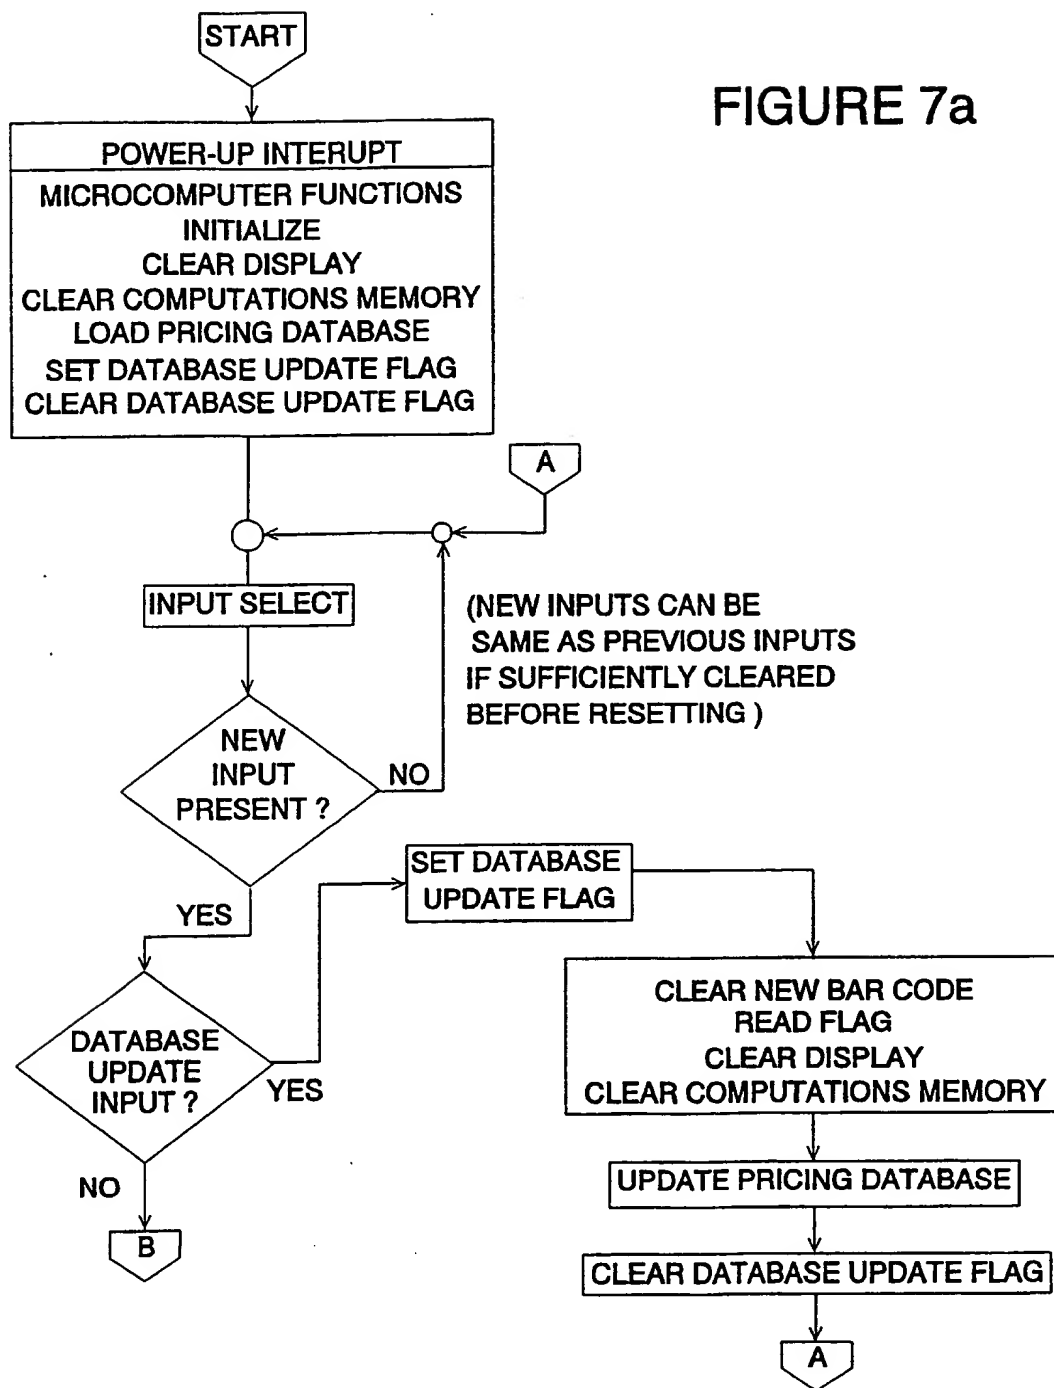 START
FIGURE 7a
POWER-UP INTERUPT
MICROCOMPUTER FUNCTIONS
INITIALIZE
CLEAR DISPLAY
CLEAR COMPUTATIONS MEMORY
LOAD PRICING DATABASE
SET DATABASE UPDATE FLAG
CLEAR DATABASE UPDATE FLAG
A
INPUT SELECT
(NEW INPUTS CAN BE
SAME AS PREVIOUS INPUTS
IF SUFFICIENTLY CLEARED
BEFORE RESETTING )
NEW
INPUT
PRESENT ?
NO
YES
SET DATABASE
UPDATE FLAG
DATABASE
UPDATE
INPUT ?
YES
NO
B
CLEAR NEW BAR CODE
READ FLAG
CLEAR DISPLAY
CLEAR COMPUTATIONS MEMORY
UPDATE PRICING DATABASE
CLEAR DATABASE UPDATE FLAG
A